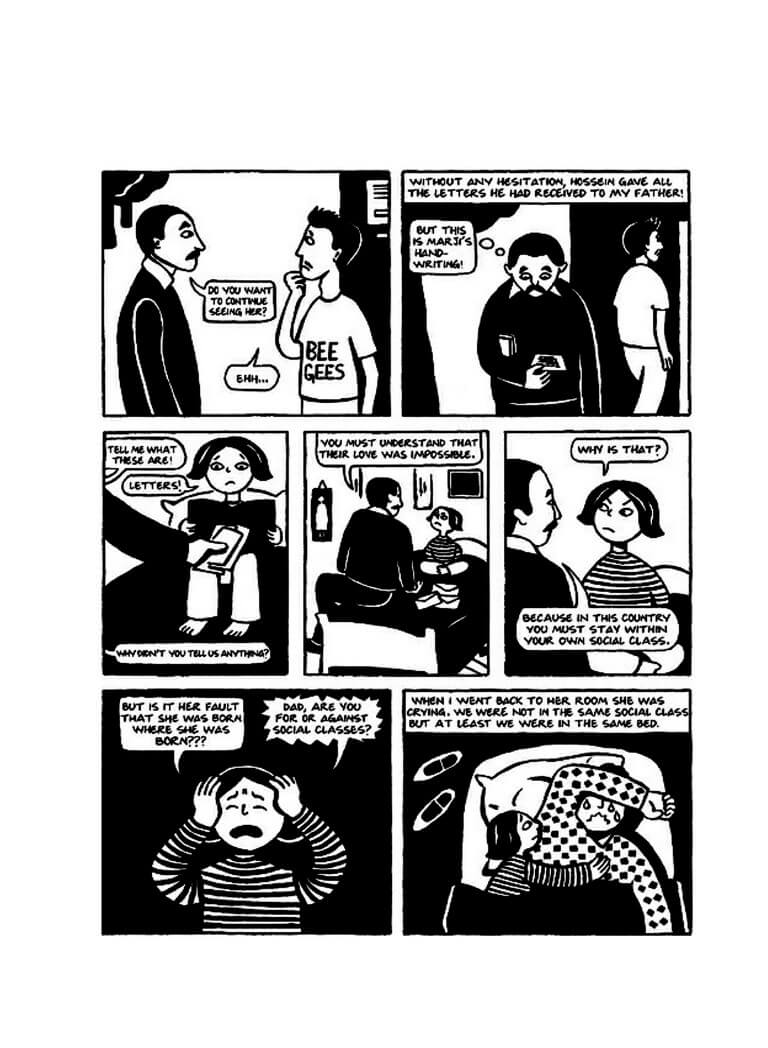 DO YOU WANT
TO CONTINUE
SEEING HER?
EHH...
BEE
GEES
WITHOUT ANY HESITATION, HOSSEIN GAVE ALL
THE LETTERS HE HAD RECEIVED TO MY FATHER!
BUT THIS
IS MARJI'S
HAND-
WRITING!
TELL ME WHAT
THESE ARE!
LETTERS!
WHY DIDN'T YOU TELL US ANYTHING?
YOU MUST UNDERSTAND THAT
THEIR LOVE WAS IMPOSSIBLE.
WHY IS THAT?
BECAUSE IN THIS COUNTRY
YOU MUST STAY WITHIN
YOUR OWN SOCIAL CLASS.
BUT IS IT HER FAULT
THAT SHE WAS BORN
WHERE SHE WAS
BORN???
DAD, ARE YOU
FOR OR AGAINST
SOCIAL CLASSES?
WHEN I WENT BACK TO HER ROOM SHE WAS
CRYING. WE WERE NOT IN THE SAME SOCIAL CLASS
BUT AT LEAST WE WERE IN THE SAME BED.